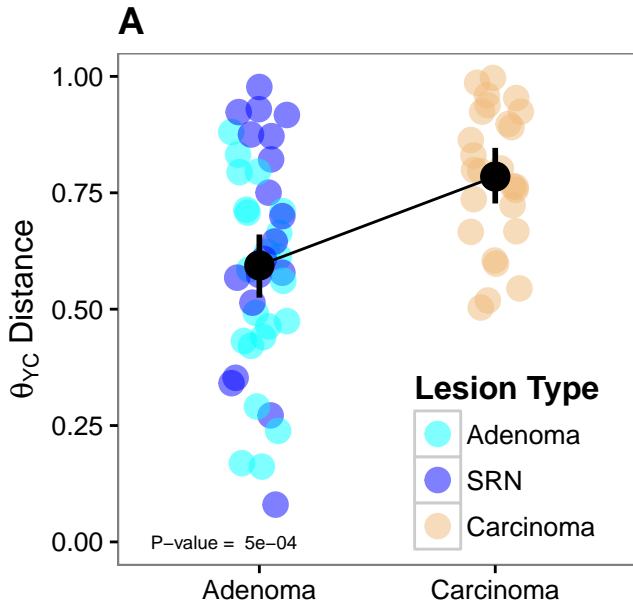 A
θYC Distance
1.00
0.75
0.50
0.25
0.00
Lesion Type
Adenoma
SRN
Carcinoma
P−value = 5e−04
Adenoma
Carcinoma